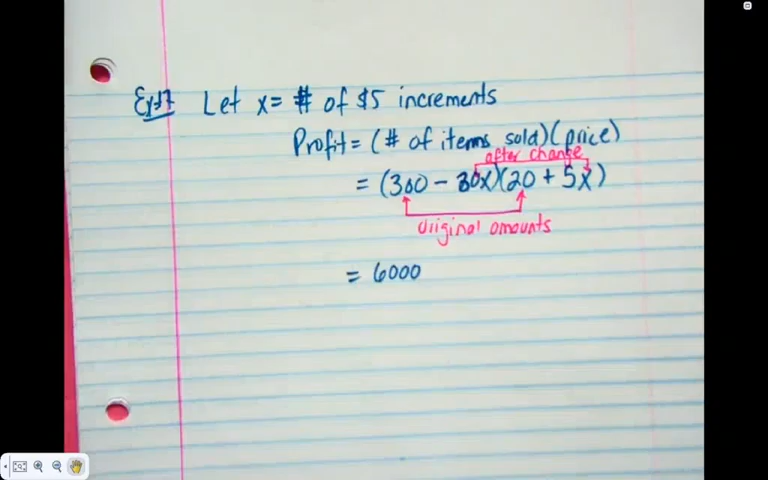 Ex17 Let x = # of $5 increments
Profit = (# of items sold)(price)
after change
= (300 - 30x)(20 + 5x)
original amounts
= 6000